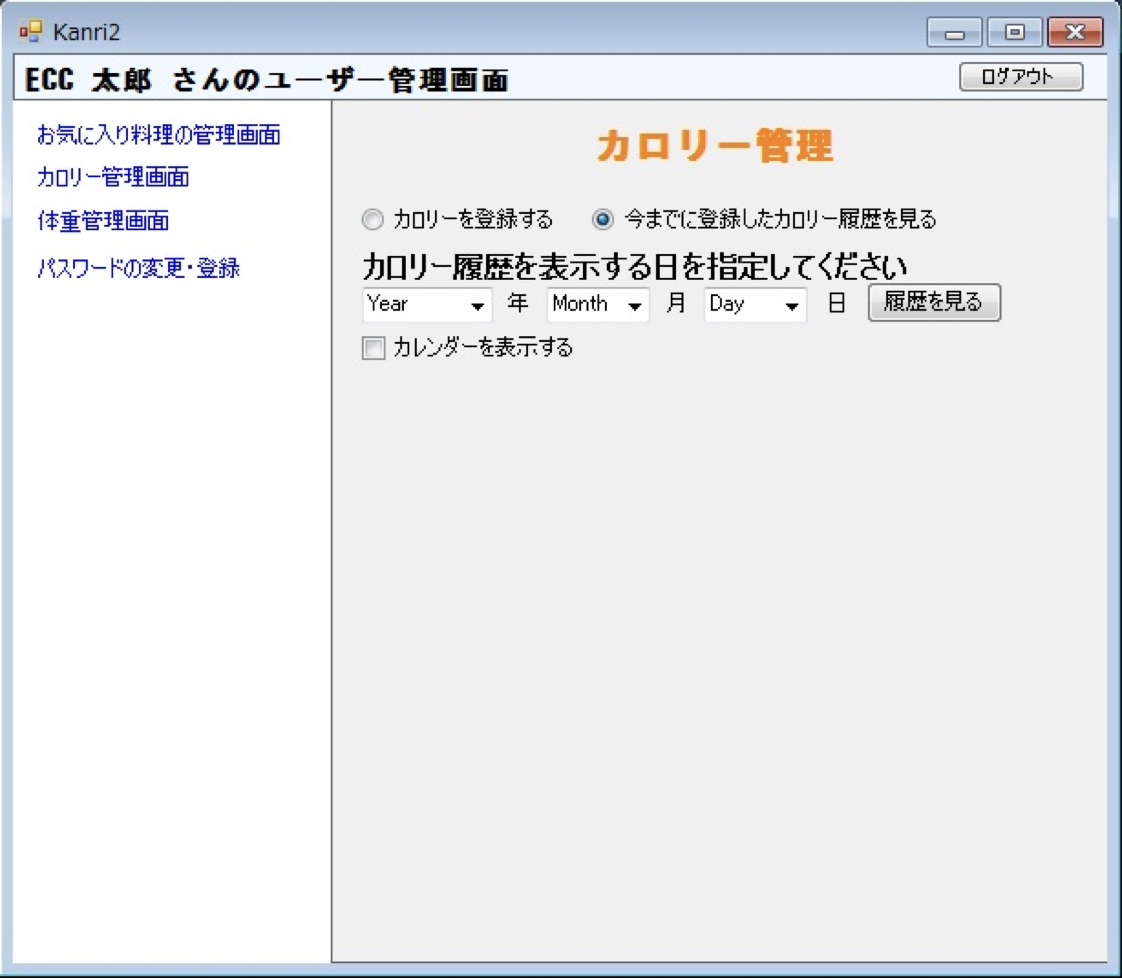 Kanri2
ECC 太郎 さんのユーザー管理画面
ログアウト
お気に入り料理の管理画面
カロリー管理画面
体重管理画面
パスワードの変更・登録
カロリー管理
カロリーを登録する 今までに登録したカロリー履歴を見る
カロリー履歴を表示する日を指定してください
Year 年 Month 月 Day 日 履歴を見る
カレンダーを表示する